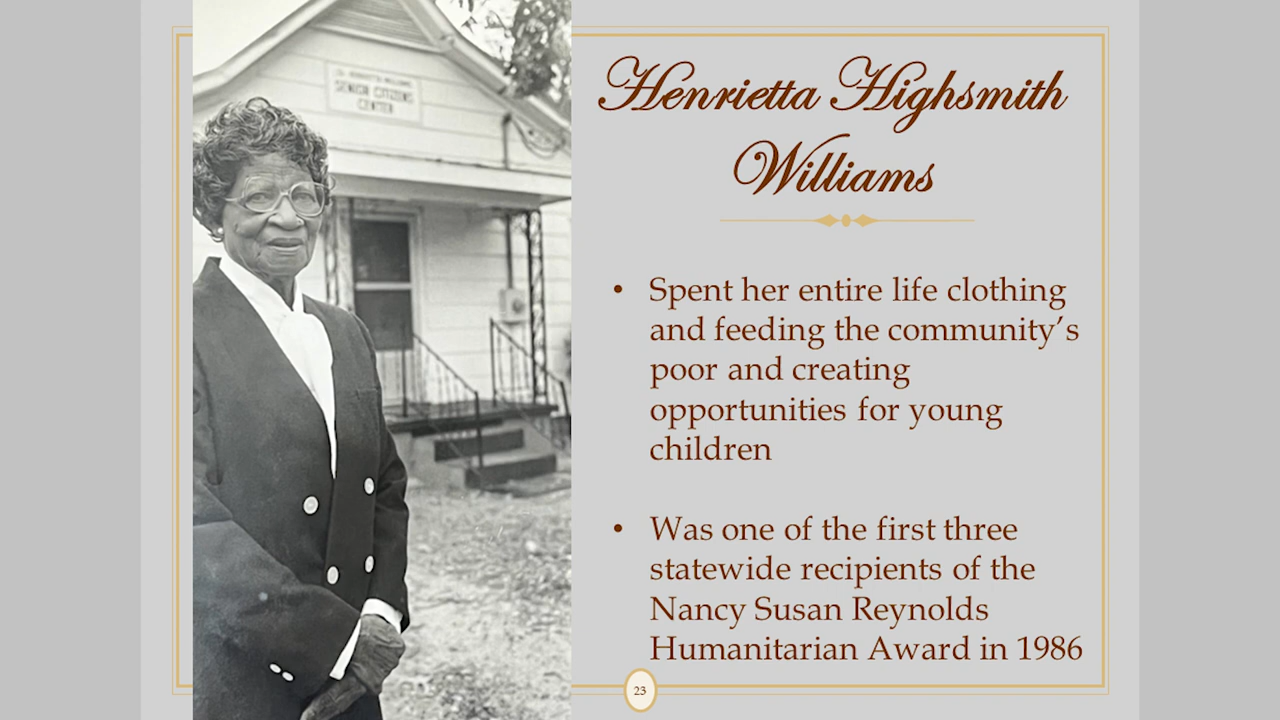 SENIOR CITIZENS
CENTER
Henrietta Highsmith
Williams
• Spent her entire life clothing
and feeding the community’s
poor and creating
opportunities for young
children
• Was one of the first three
statewide recipients of the
Nancy Susan Reynolds
Humanitarian Award in 1986
23